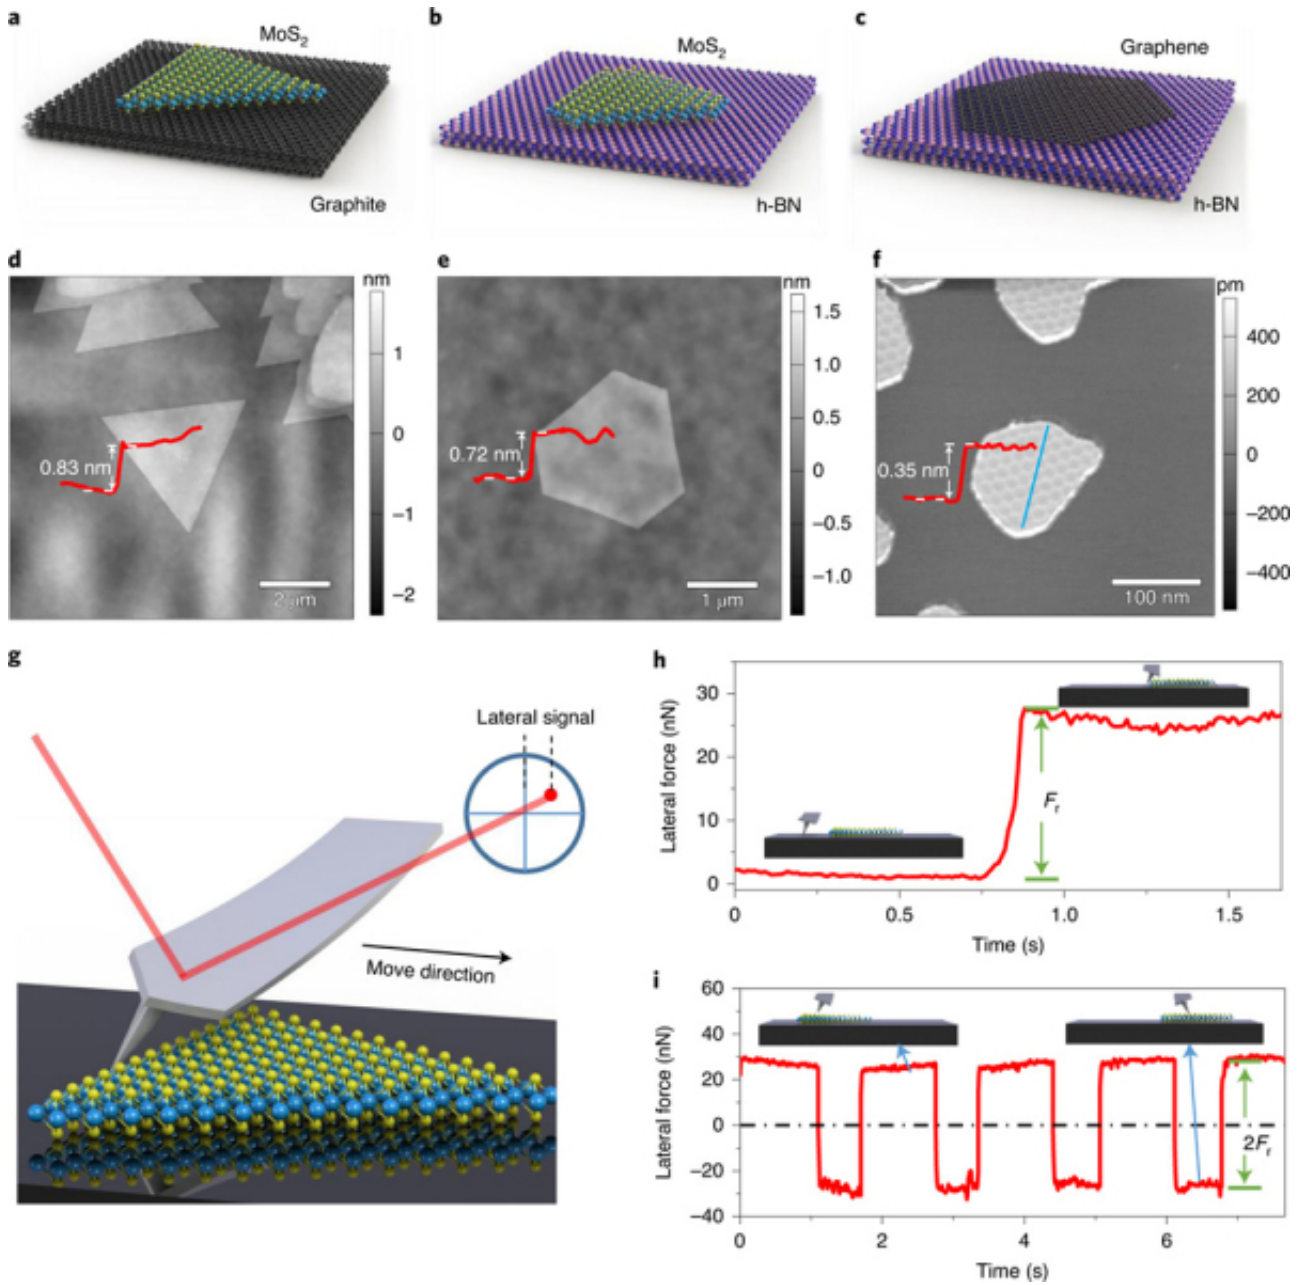 a
MoS2
Graphite
b
MoS2
h-BN
c
Graphene
h-BN
d
nm
1
0
−1
−2
0.83 nm
2 μm
e
nm
1.5
1.0
0.5
0
−0.5
−1.0
0.72 nm
1 μm
f
pm
400
200
0
−200
−400
0.35 nm
100 nm
g
Lateral signal
Move direction
h
Lateral force (nN)
30
20
10
0
Fr
0 0.5 1.0 1.5
Time (s)
i
Lateral force (nN)
60
40
20
0
−20
−40
2Fr
0 2 4 6
Time (s)